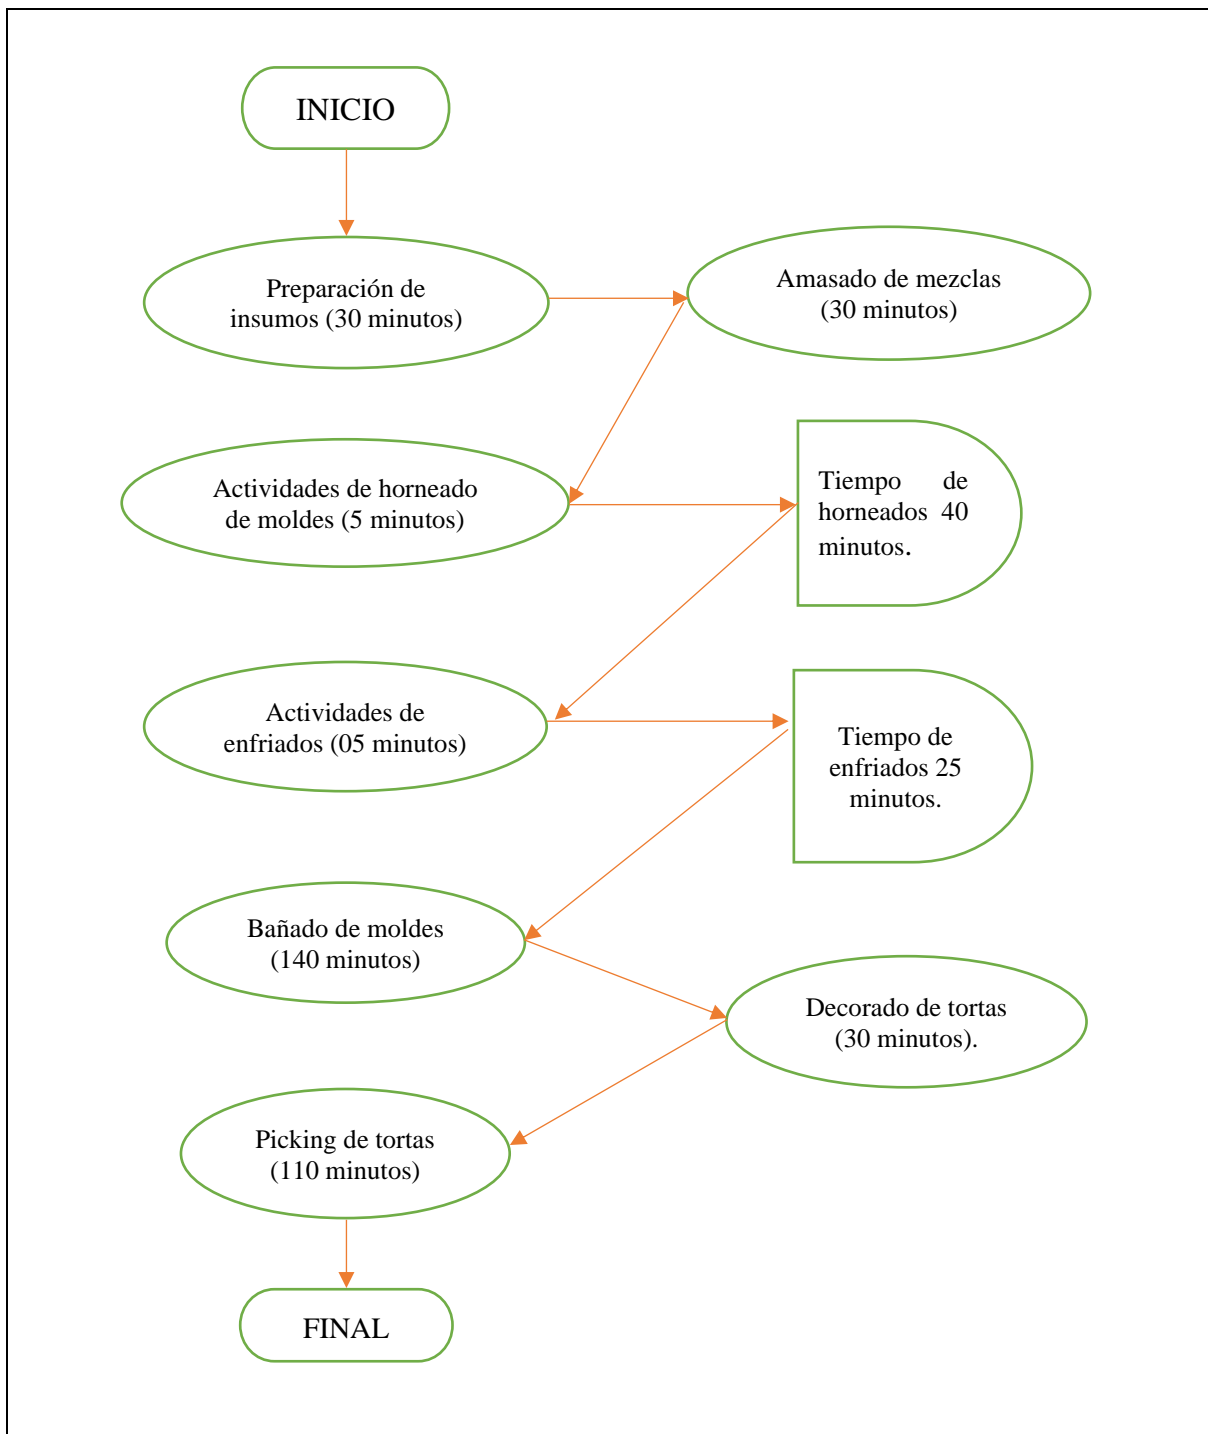 INICIO
Preparación de
insumos (30 minutos)
Amasado de mezclas
(30 minutos)
Actividades de horneado
de moldes (5 minutos)
Tiempo de
horneados 40
minutos.
Actividades de
enfriados (05 minutos)
Tiempo de
enfriados 25
minutos.
Bañado de moldes
(140 minutos)
Decorado de tortas
(30 minutos).
Picking de tortas
(110 minutos)
FINAL